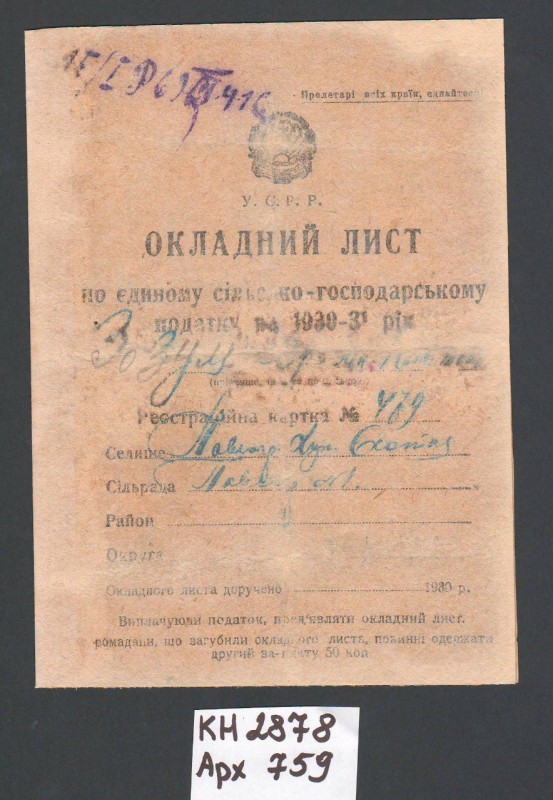 Пролетарі всіх країн, єднайтеся
У. С. Р. Р.
ОКЛАДНИЙ ЛИСТ
по єдиному сільсько-господарському
податку на 1930-31 рік
Реєстраційна картка № 479
Селище
Сільрада
Район
Округа
Окладного листа доручено 1930 р.
Виплачуючи податок, пред'являти окладний лист.
ромадяни, що загубили окладного листа, повинні одержати
другий за плату 50 коп
КН 2878
Арх 759